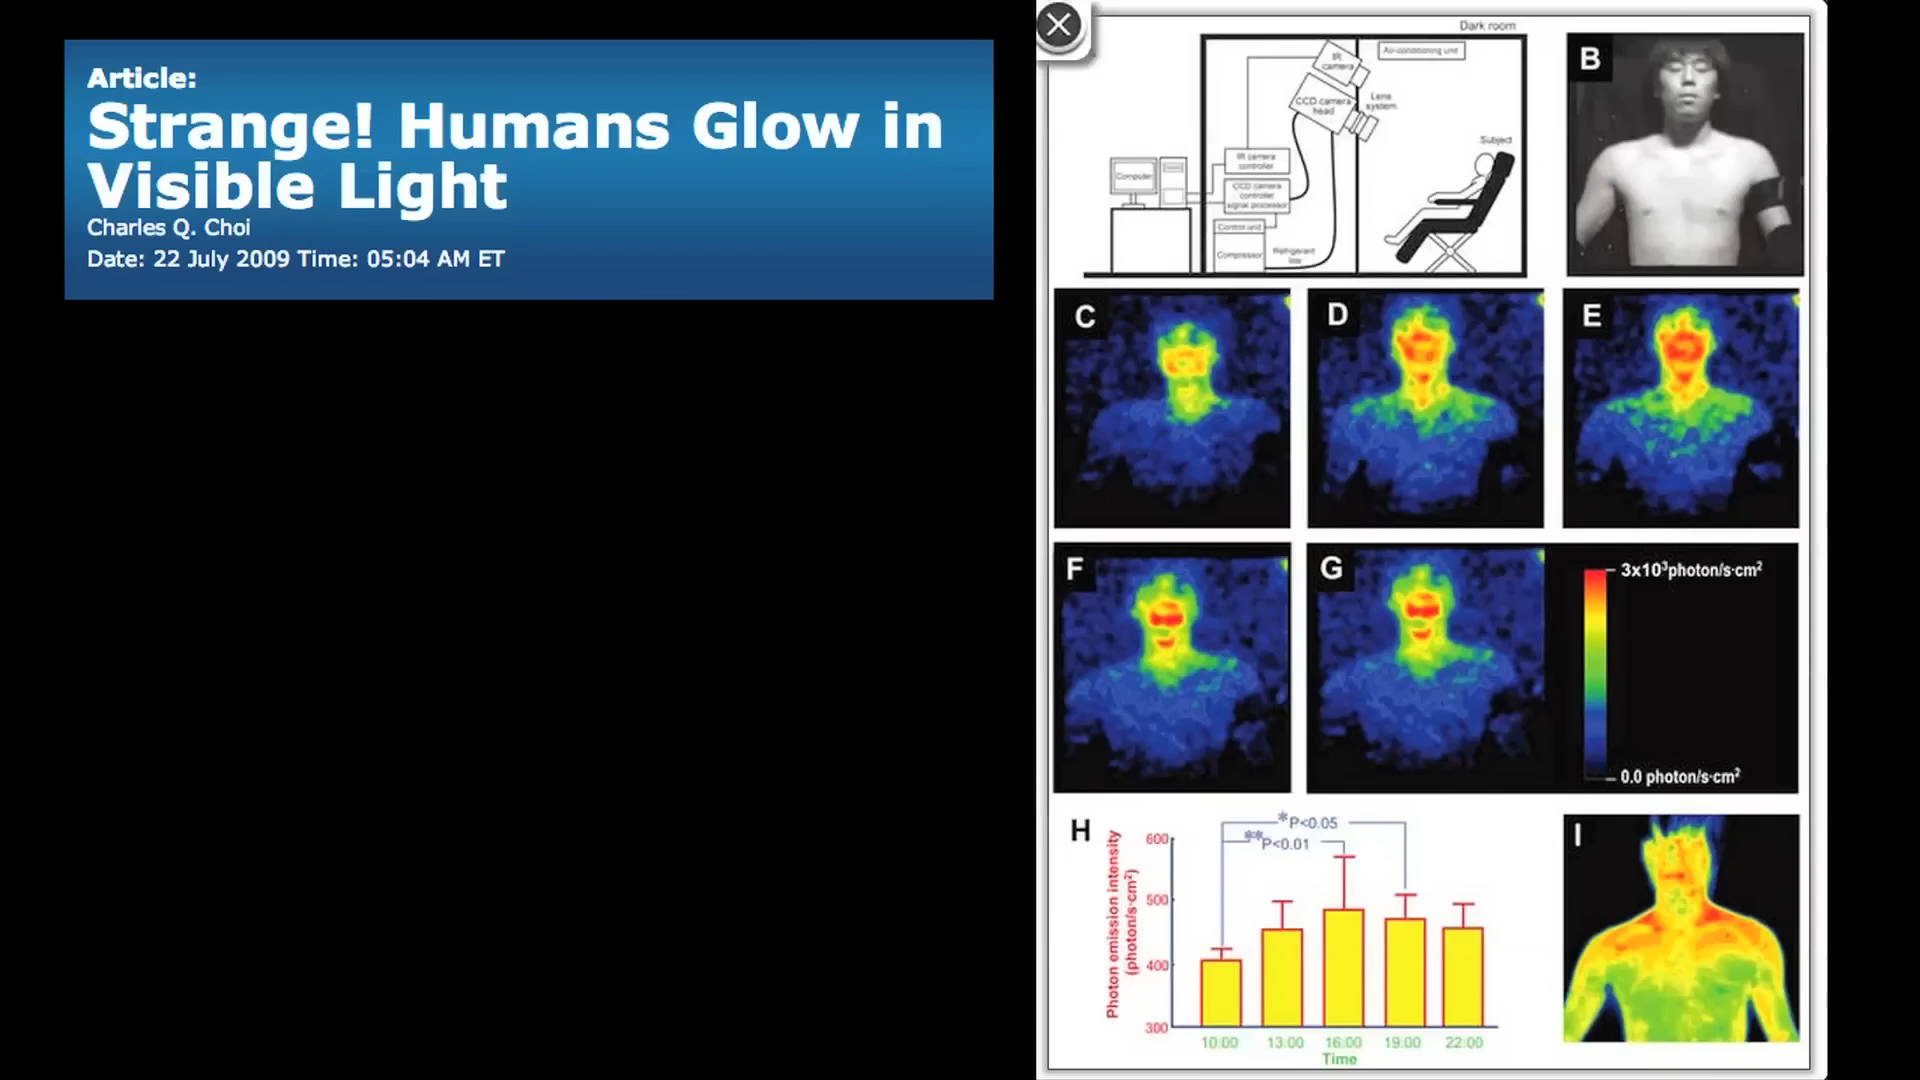 Article:
Strange! Humans Glow in
Visible Light
Charles Q. Choi
Date: 22 July 2009 Time: 05:04 AM ET
Dark room
IR
camera
Air-conditioning unit
CCD camera
head
Lens
system
Subject
IR camera
controller
Computer
CCD camera
controller
signal processor
Control unit
Compressor
Refrigerant
line
B
C
D
E
F
G
3x10³photon/s·cm²
0.0 photon/s·cm²
H
Photon emission intensity
(photon/s·cm²)
600
500
400
300
*P<0.05
**P<0.01
10:00 13:00 16:00 19:00 22:00
Time
I